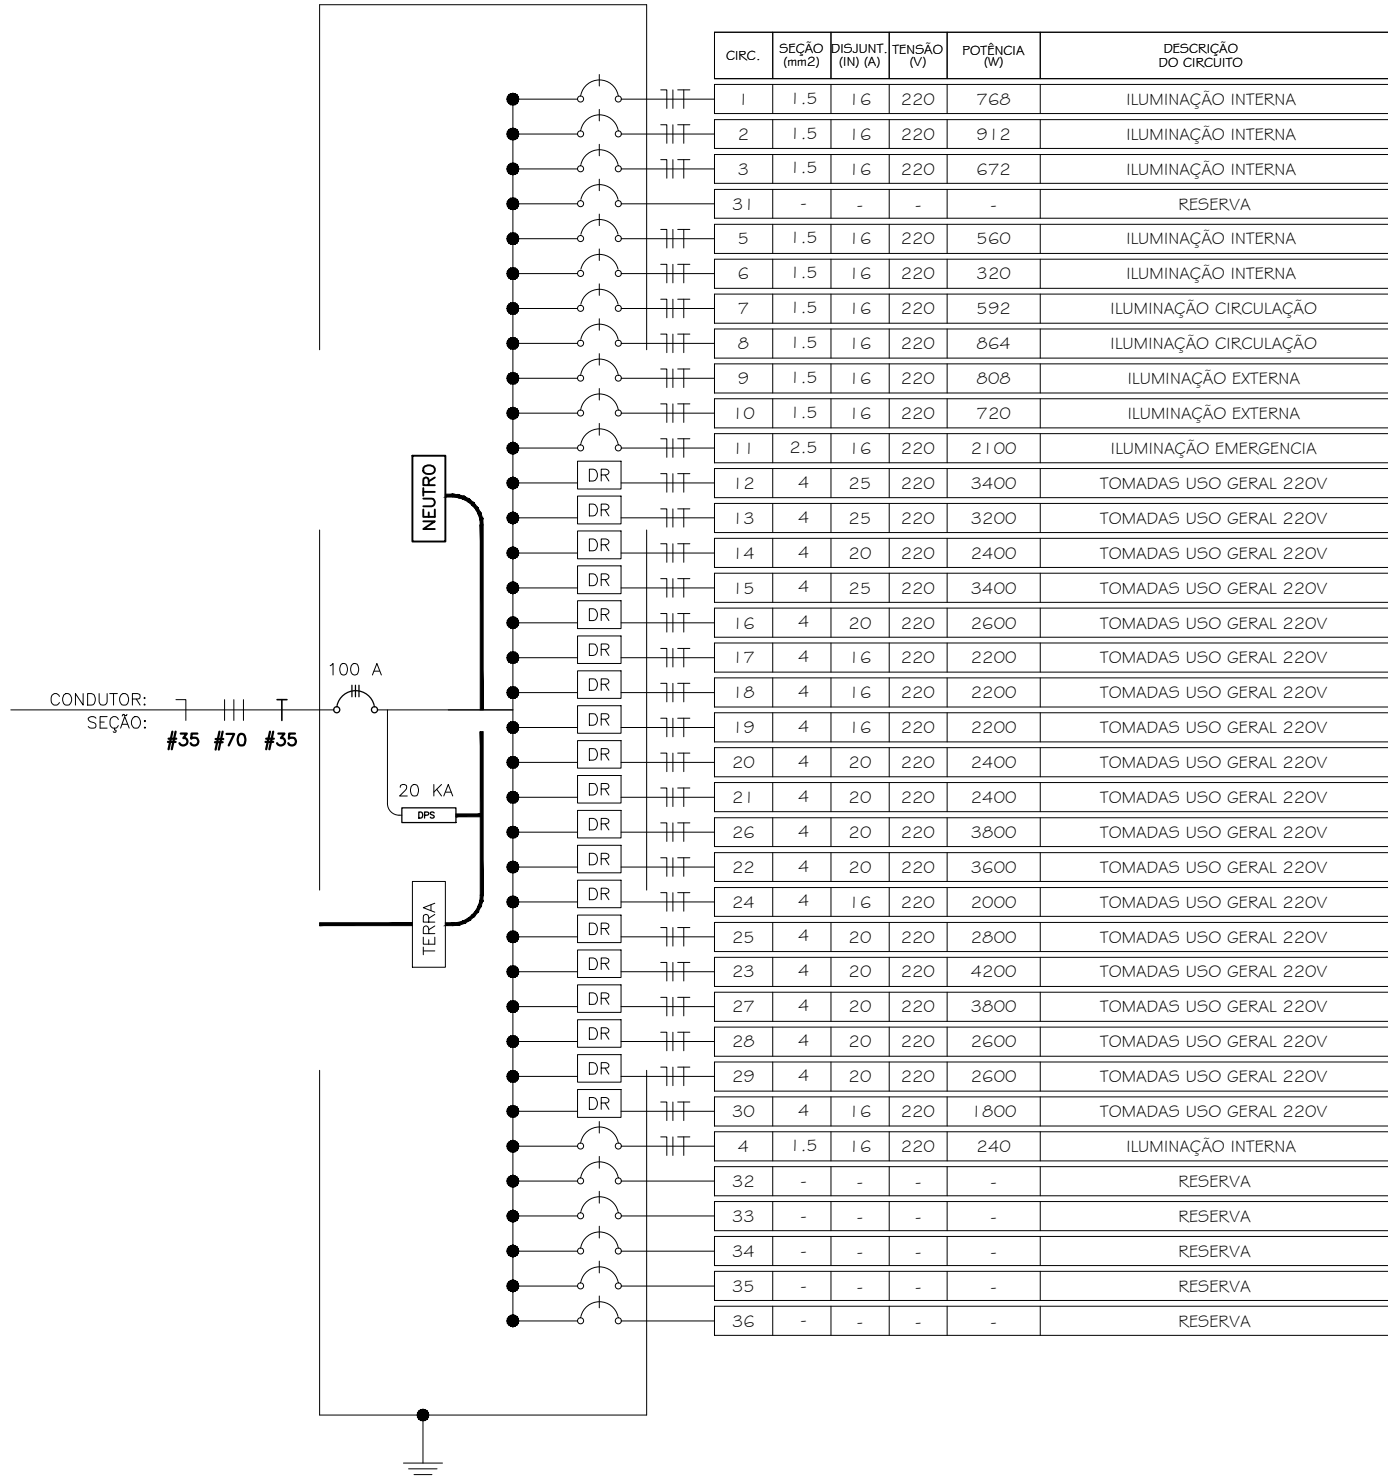 CIRC. SEÇÃO (mm2) DISJUNT. (IN) (A) TENSÃO (V) POTÊNCIA (W) DESCRIÇÃO DO CIRCUITO
1 1.5 16 220 768 ILUMINAÇÃO INTERNA
2 1.5 16 220 912 ILUMINAÇÃO INTERNA
3 1.5 16 220 672 ILUMINAÇÃO INTERNA
31 - - - - RESERVA
5 1.5 16 220 560 ILUMINAÇÃO INTERNA
6 1.5 16 220 320 ILUMINAÇÃO INTERNA
7 1.5 16 220 592 ILUMINAÇÃO CIRCULAÇÃO
8 1.5 16 220 864 ILUMINAÇÃO CIRCULAÇÃO
9 1.5 16 220 808 ILUMINAÇÃO EXTERNA
10 1.5 16 220 720 ILUMINAÇÃO EXTERNA
11 2.5 16 220 2100 ILUMINAÇÃO EMERGENCIA
DR 12 4 25 220 3400 TOMADAS USO GERAL 220V
DR 13 4 25 220 3200 TOMADAS USO GERAL 220V
DR 14 4 20 220 2400 TOMADAS USO GERAL 220V
DR 15 4 25 220 3400 TOMADAS USO GERAL 220V
DR 16 4 20 220 2600 TOMADAS USO GERAL 220V
DR 17 4 16 220 2200 TOMADAS USO GERAL 220V
DR 18 4 16 220 2200 TOMADAS USO GERAL 220V
DR 19 4 16 220 2200 TOMADAS USO GERAL 220V
DR 20 4 20 220 2400 TOMADAS USO GERAL 220V
DR 21 4 20 220 2400 TOMADAS USO GERAL 220V
DR 26 4 20 220 3800 TOMADAS USO GERAL 220V
DR 22 4 20 220 3600 TOMADAS USO GERAL 220V
DR 24 4 16 220 2000 TOMADAS USO GERAL 220V
DR 25 4 20 220 2800 TOMADAS USO GERAL 220V
DR 23 4 20 220 4200 TOMADAS USO GERAL 220V
DR 27 4 20 220 3800 TOMADAS USO GERAL 220V
DR 28 4 20 220 2600 TOMADAS USO GERAL 220V
DR 29 4 20 220 2600 TOMADAS USO GERAL 220V
DR 30 4 16 220 1800 TOMADAS USO GERAL 220V
4 1.5 16 220 240 ILUMINAÇÃO INTERNA
32 - - - - RESERVA
33 - - - - RESERVA
34 - - - - RESERVA
35 - - - - RESERVA
36 - - - - RESERVA
NEUTRO
100 A
CONDUTOR:
SEÇÃO:
#35 #70 #35
20 KA
DPS
TERRA